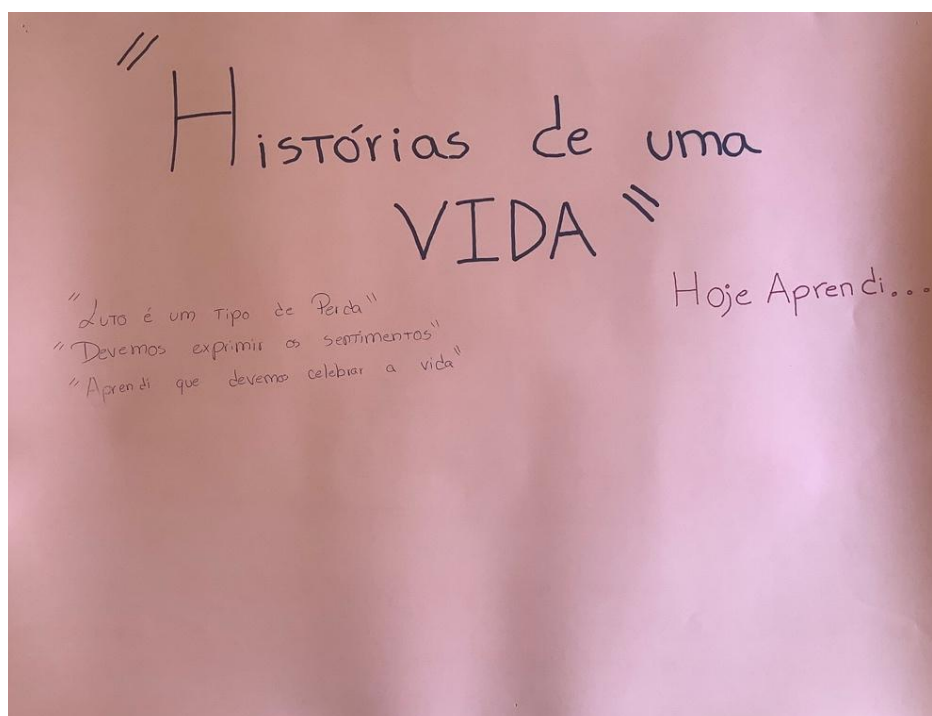 "Histórias de uma
VIDA"
Hoje Aprendi...
"Luto é um Tipo de Perda"
"Devemos exprimir os sentimentos"
"Aprendi que devemos celebrar a vida"